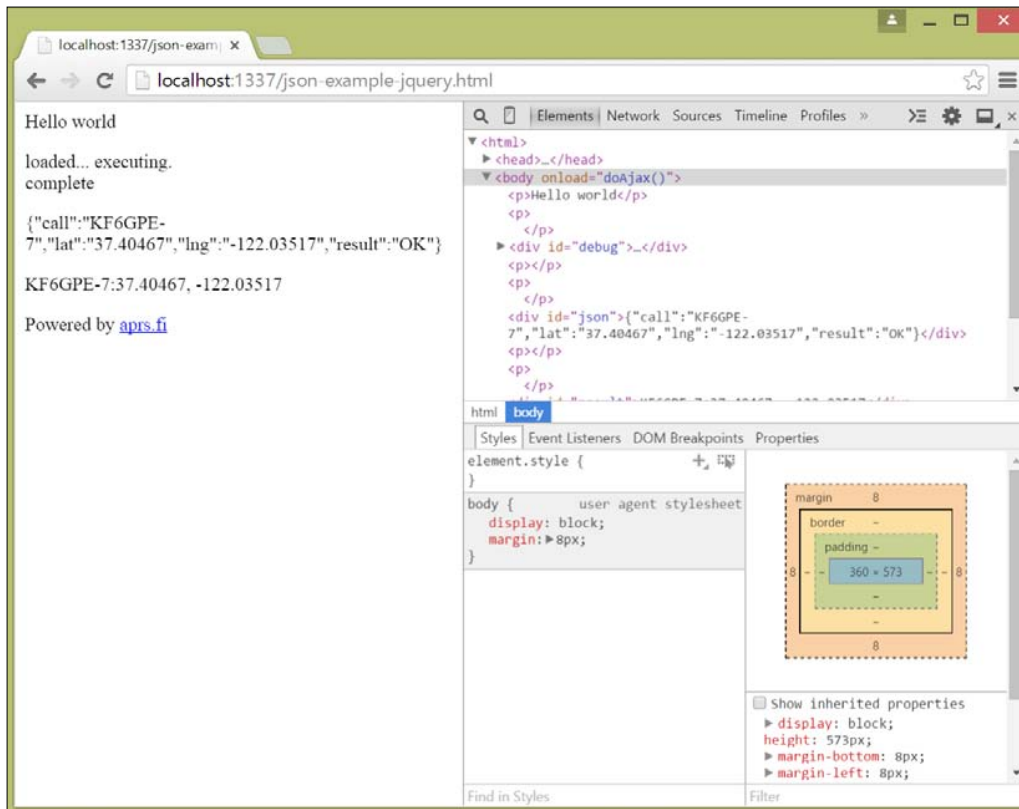 localhost:1337/json-exam
localhost:1337/json-example-jquery.html
Hello world
loaded... executing.
complete
{"call":"KF6GPE-
7","lat":"37.40467","lng":"-122.03517","result":"OK"}
KF6GPE-7:37.40467, -122.03517
Powered by aprs.fi
Elements Network Sources Timeline Profiles »
▼<html>
▶<head>…</head>
▼<body onload="doAjax()">
<p>Hello world</p>
<p>
</p>
▶<div id="debug">…</div>
<p></p>
<p>
</p>
<div id="json">{"call":"KF6GPE-
7","lat":"37.40467","lng":"-122.03517","result":"OK"}</div>
<p></p>
<p>
</p>
html body
Styles Event Listeners DOM Breakpoints Properties
element.style {
}
body { user agent stylesheet
display: block;
margin:▶8px;
}
margin 8
border –
padding –
8 – – 360 × 573 – – 8
–
–
8
Show inherited properties
▶display: block;
height: 573px;
▶margin-bottom: 8px;
▶margin-left: 8px;
Find in Styles
Filter